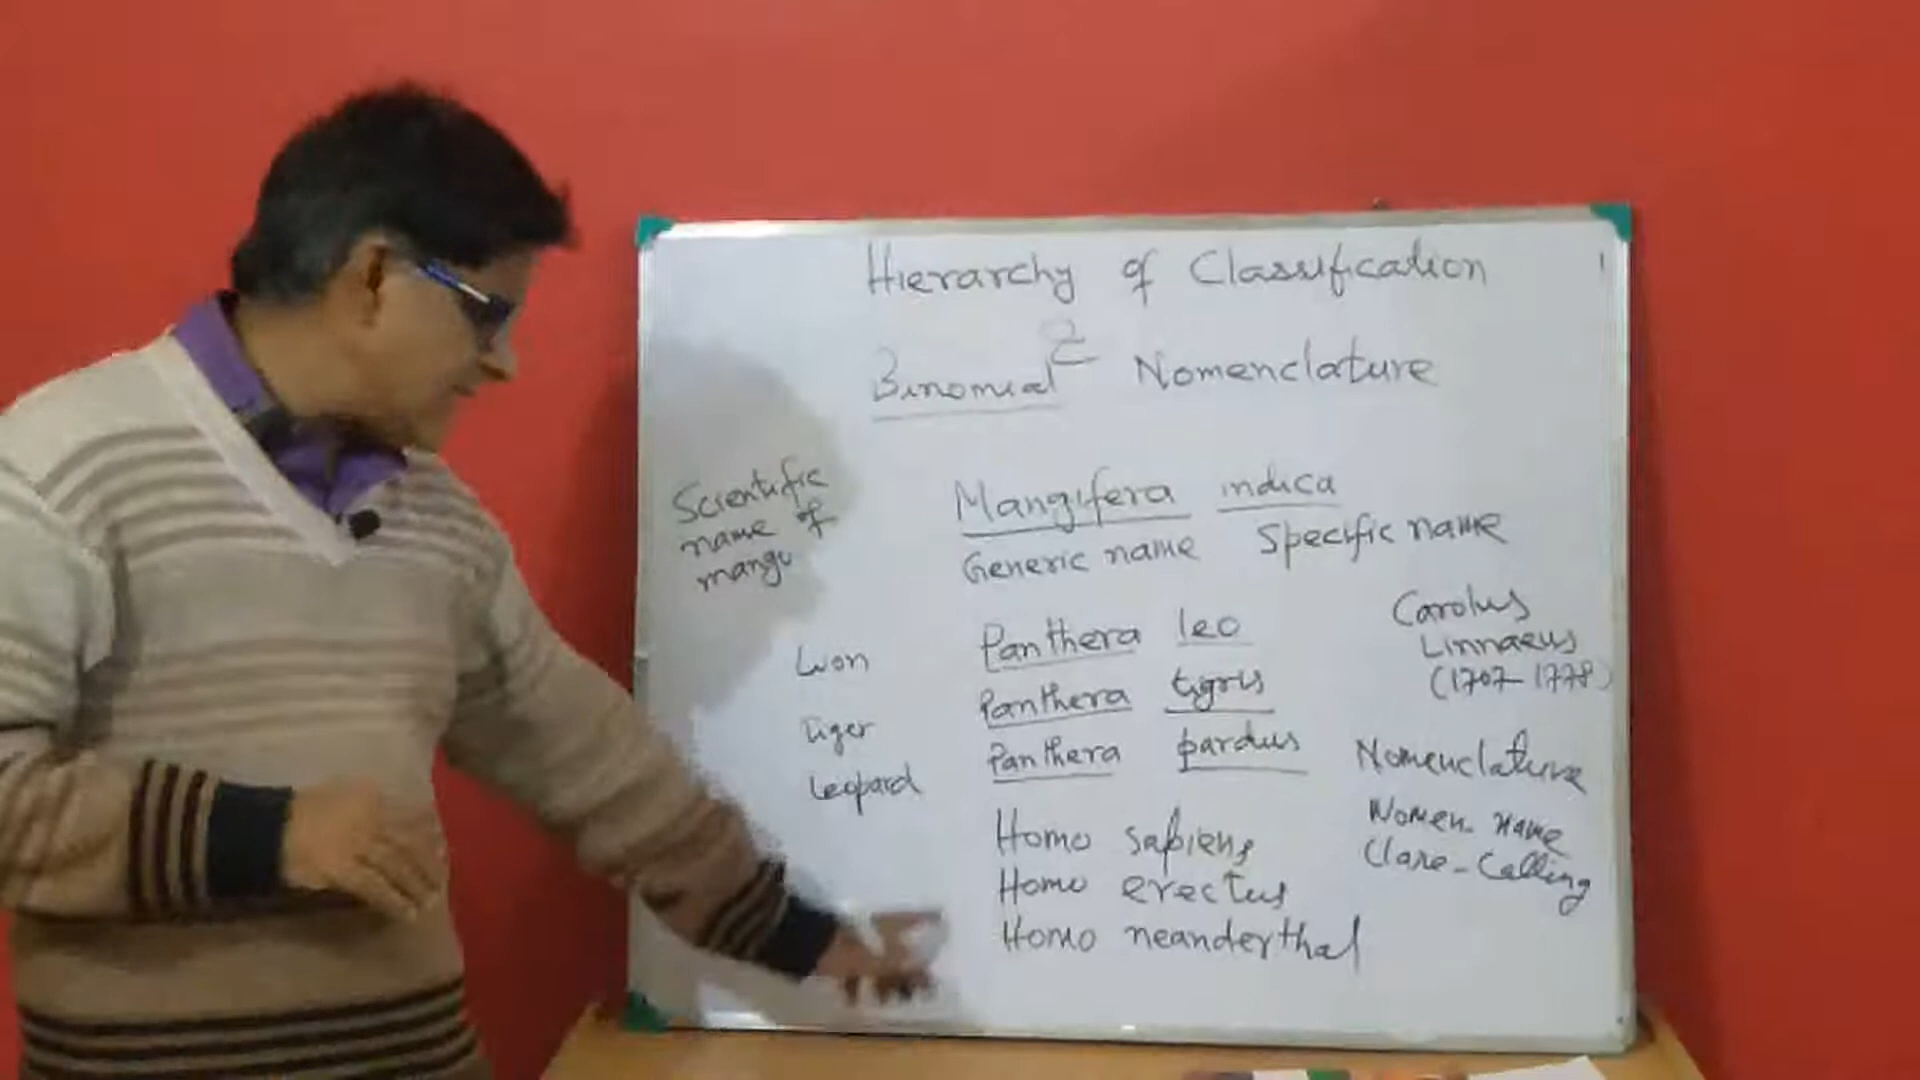 Hierarchy of Classification
&
Binomial Nomenclature
Scientific
name of
mango
Mangifera indica
Generic name Specific name
Lion Panthera leo
Tiger Panthera tigris
Leopard Panthera pardus
Homo sapiens
Homo erectus
Homo neanderthal
Carolus
Linnaeus
(1707-1778)
Nomenclature
Nomen - name
Clare - Calling